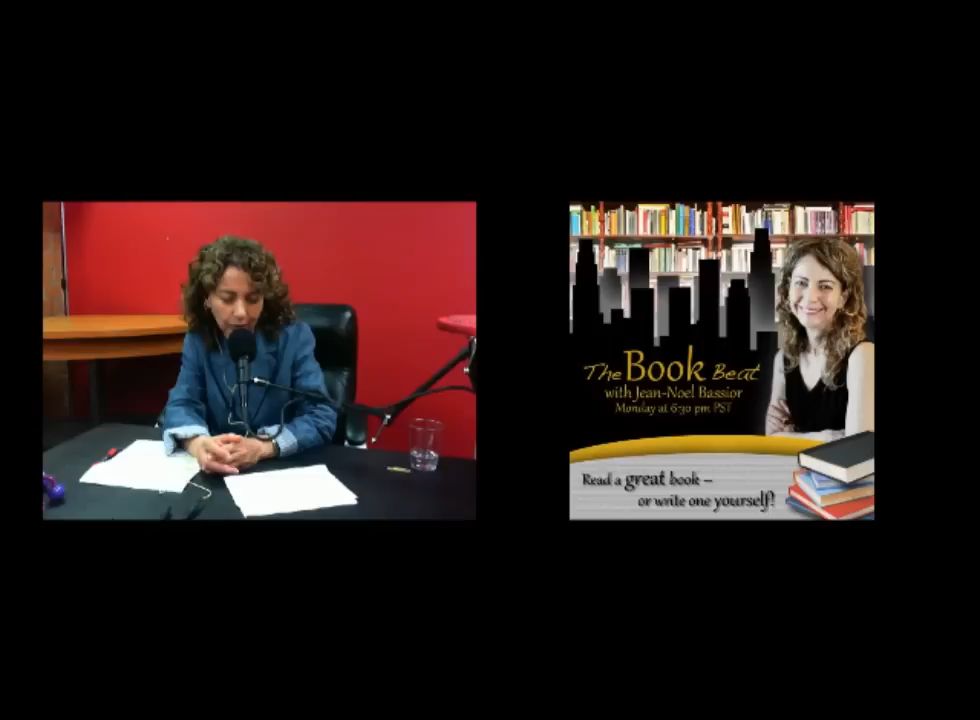 The Book Beat
with Jean-Noel Bassior
Monday at 6:30 pm PST
Read a great book –
or write one yourself!